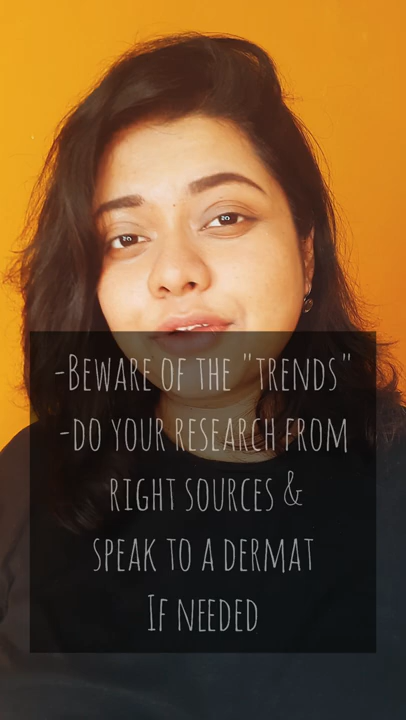 -Beware of the "trends"
-do your research from
right sources &
speak to a dermat
If needed